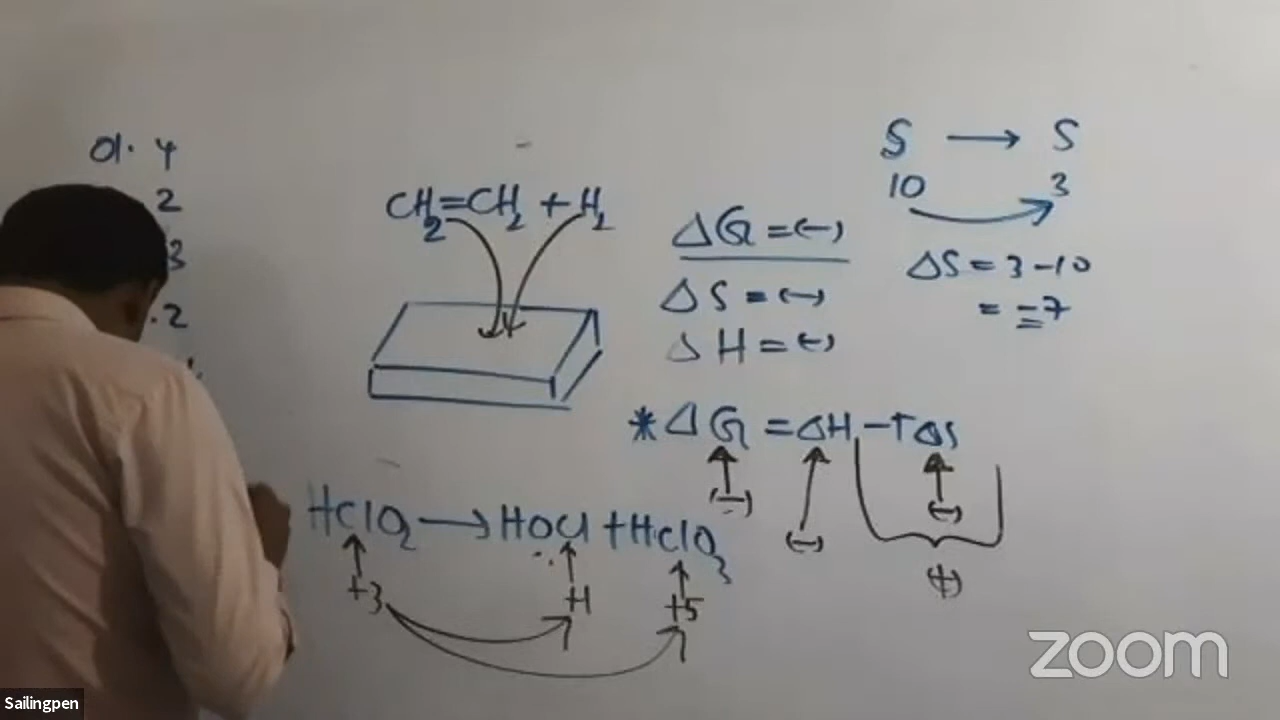 01. 4
2
3
.2
CH₂=CH₂ + H₂
ΔG = (-)
ΔS = (-)
ΔH = (-)
S → S
10 3
ΔS = 3-10
= -7
* ΔG = ΔH - TΔS
(-) (-) (-)
(+)
HClO₂ → HOCl + HClO₃
+3 +1 +5
zoom
Sailingpen